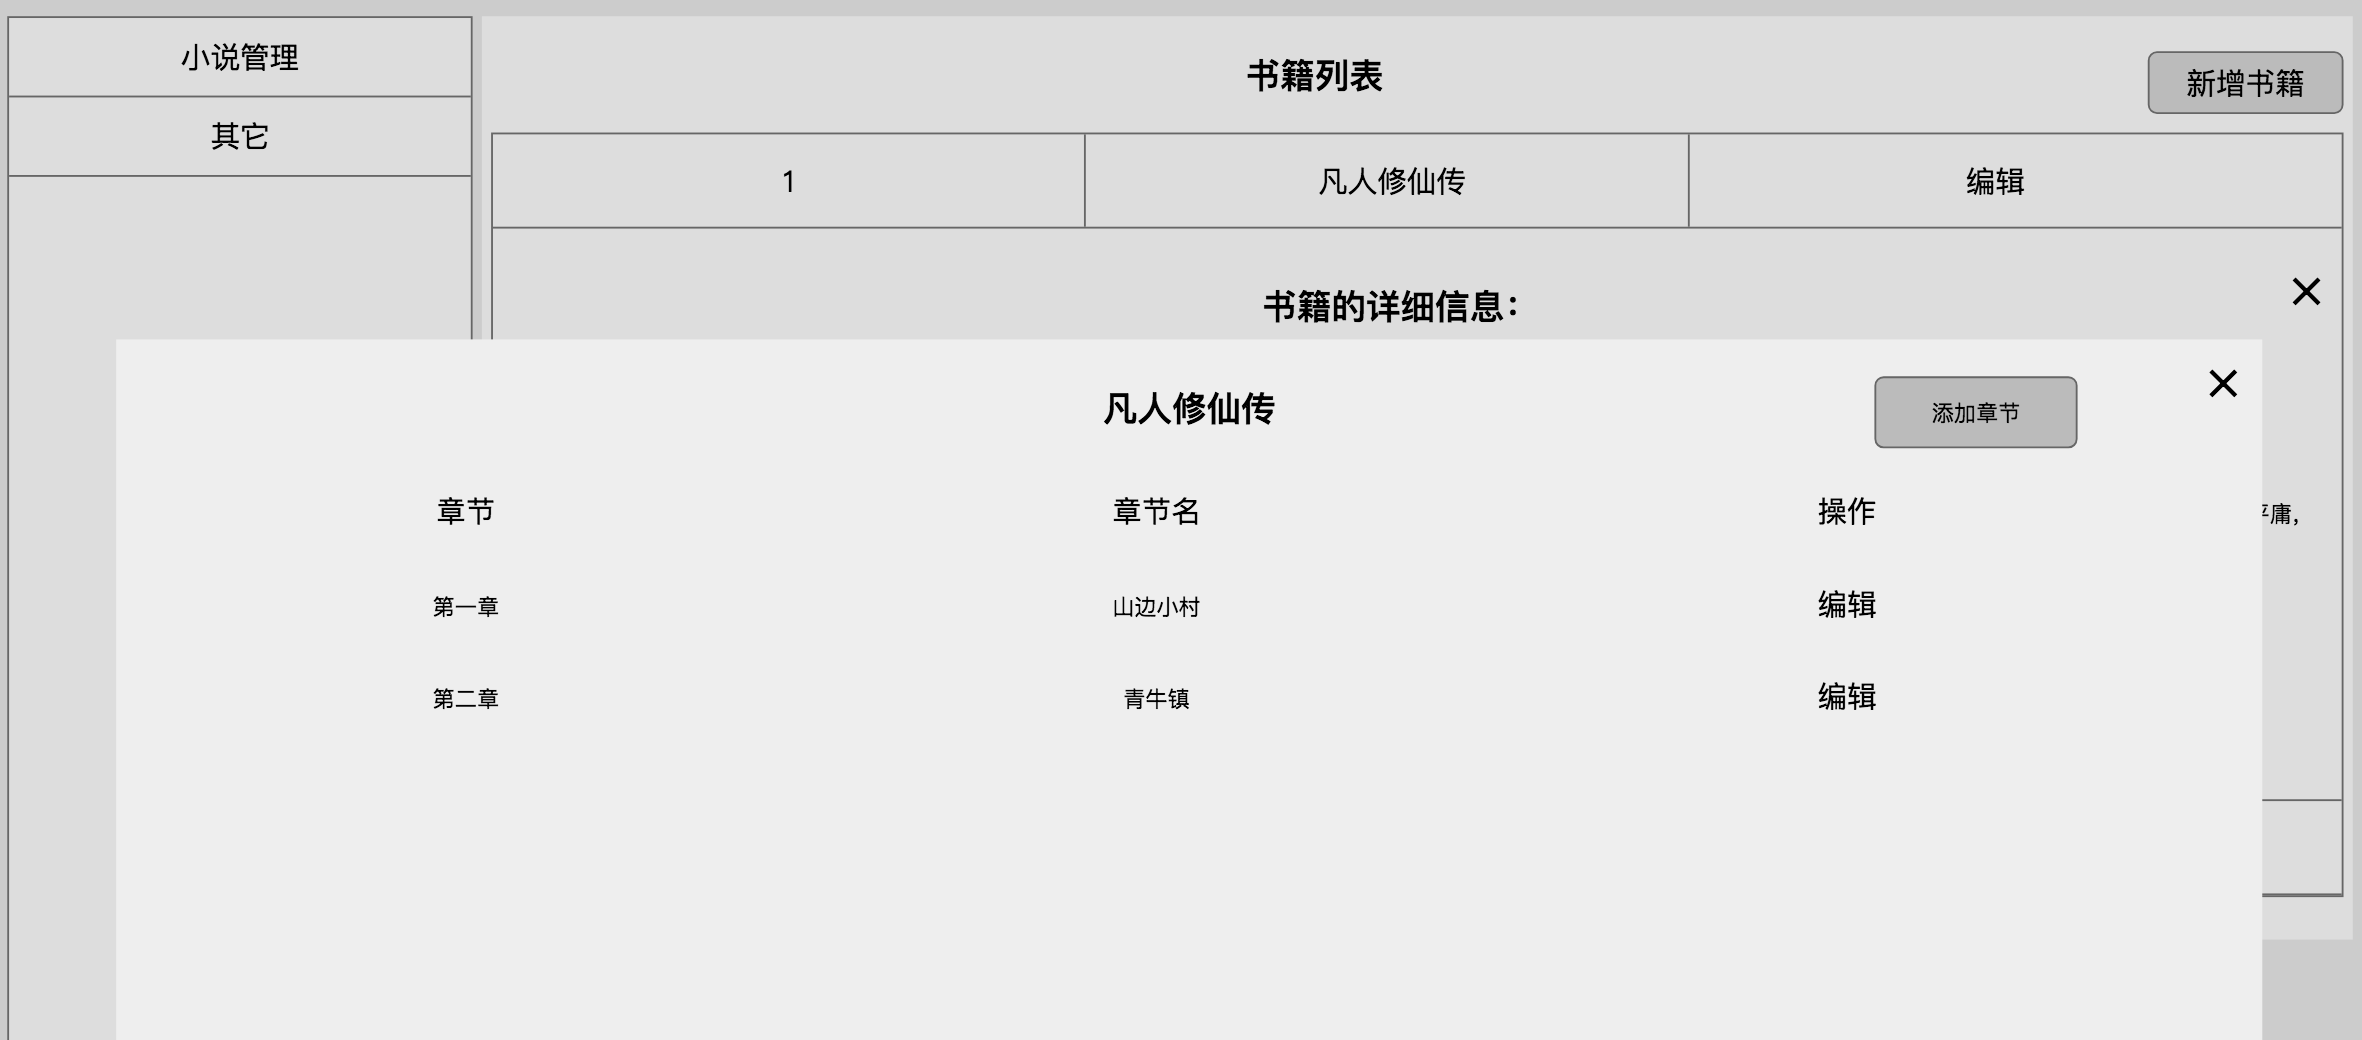 小说管理
其它
书籍列表
新增书籍
1 凡人修仙传 编辑
书籍的详细信息：
凡人修仙传
添加章节
章节 章节名 操作
庸，
第一章 山边小村 编辑
第二章 青牛镇 编辑